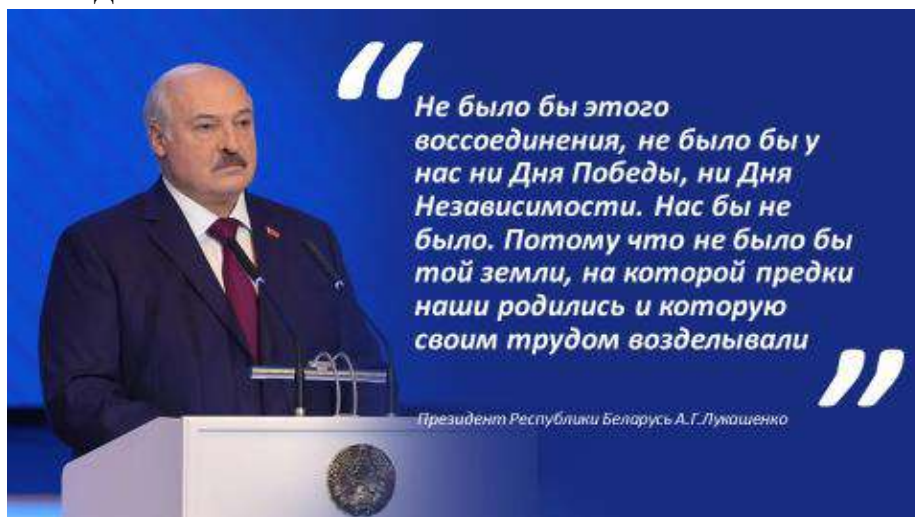 “
Не было бы этого
воссоединения, не было бы у
нас ни Дня Победы, ни Дня
Независимости. Нас бы не
было. Потому что не было бы
той земли, на которой предки
наши родились и которую
своим трудом возделывали
”
Президент Республики Беларусь А.Г.Лукашенко